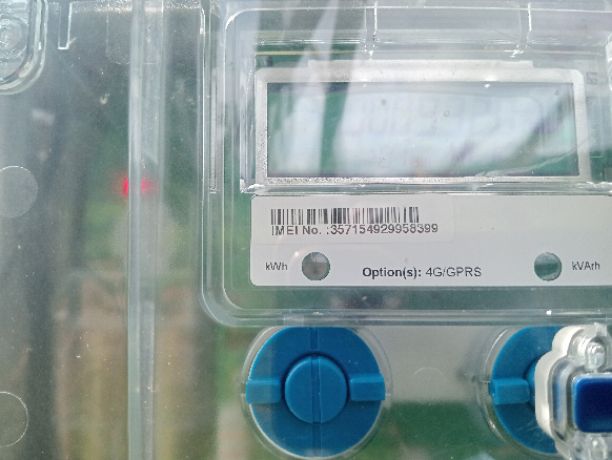 IMEI No. :357154929958399
kWh
Option(s): 4G/GPRS
kVArh